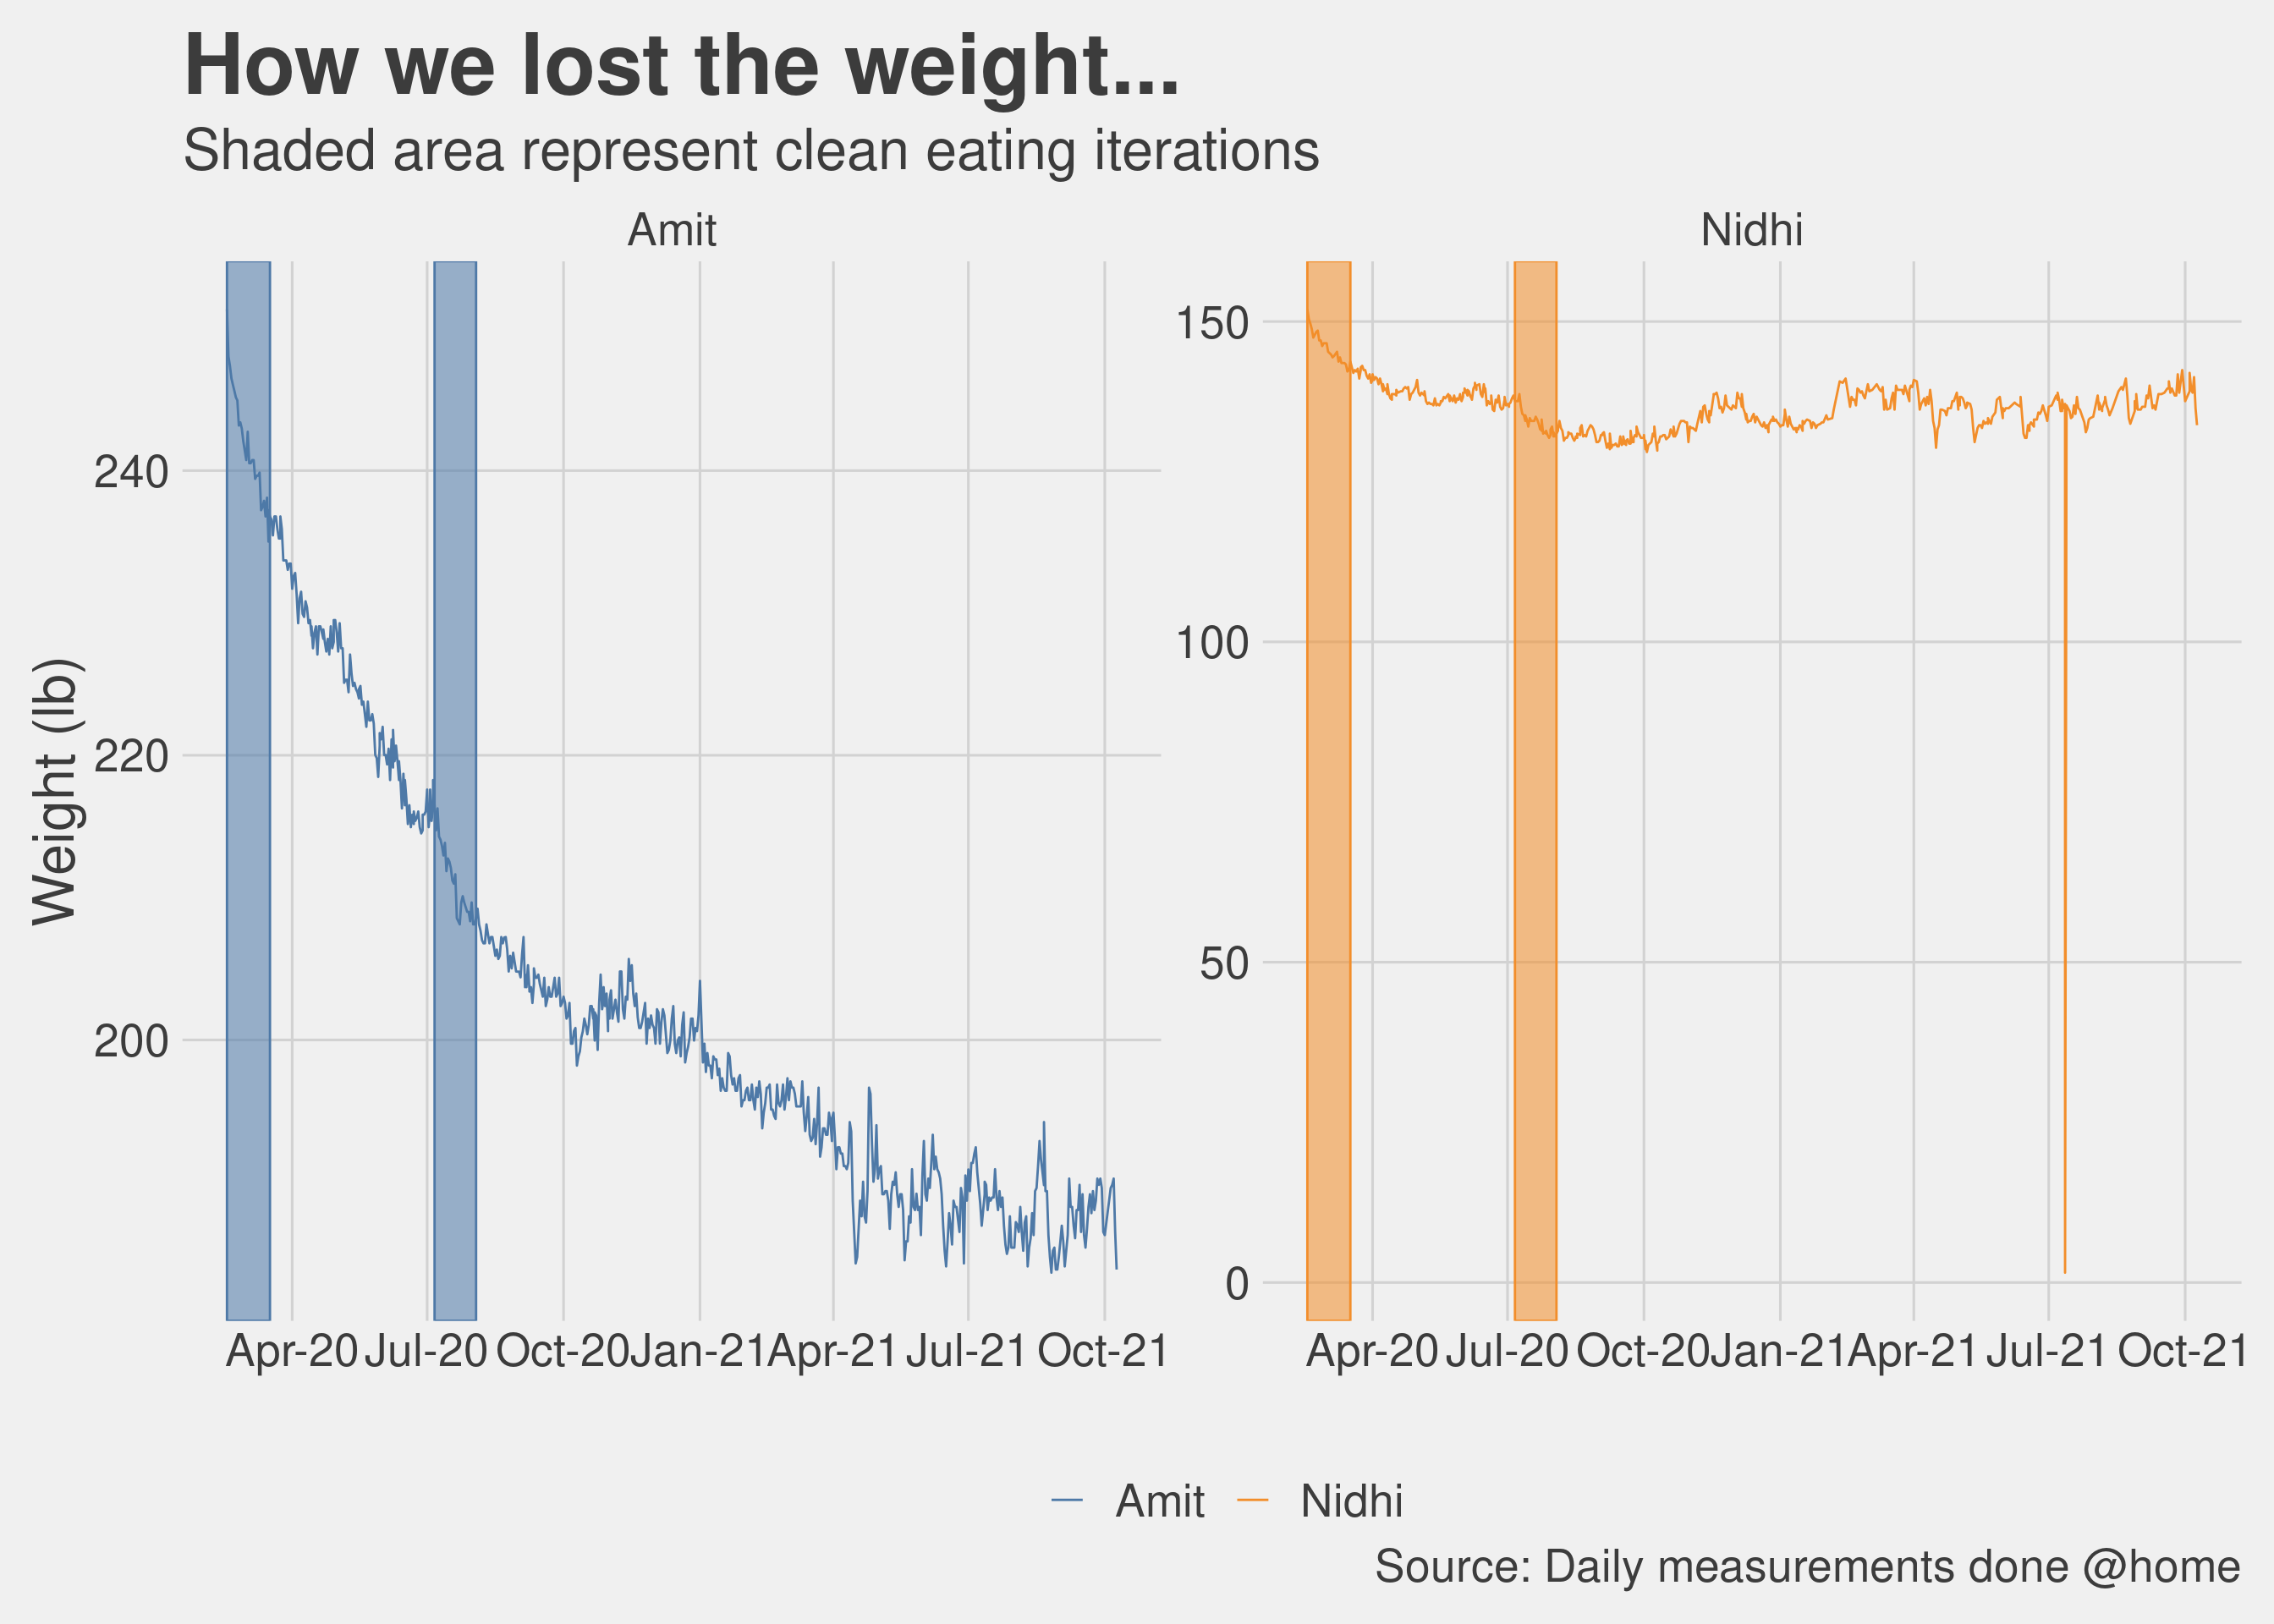 How we lost the weight...
Shaded area represent clean eating iterations
Amit
Nidhi
Weight (lb)
240
220
200
150
100
50
0
Apr-20 Jul-20 Oct-20 Jan-21 Apr-21 Jul-21 Oct-21
Apr-20 Jul-20 Oct-20 Jan-21 Apr-21 Jul-21 Oct-21
Amit Nidhi
Source: Daily measurements done @home